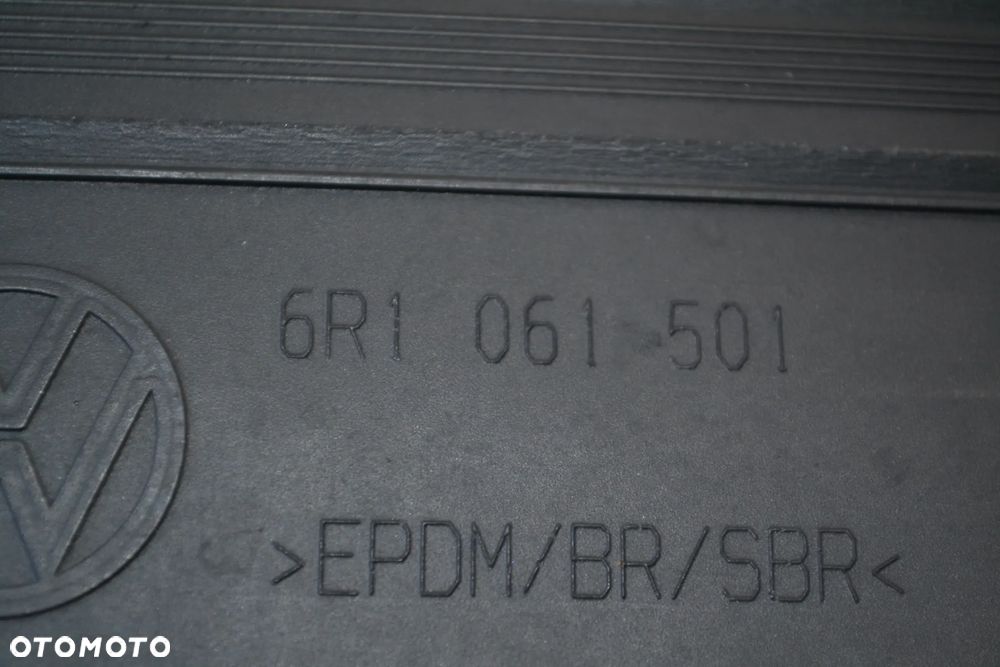 6R1 061 501
>EPDM/BR/SBR<
OTOMOTO